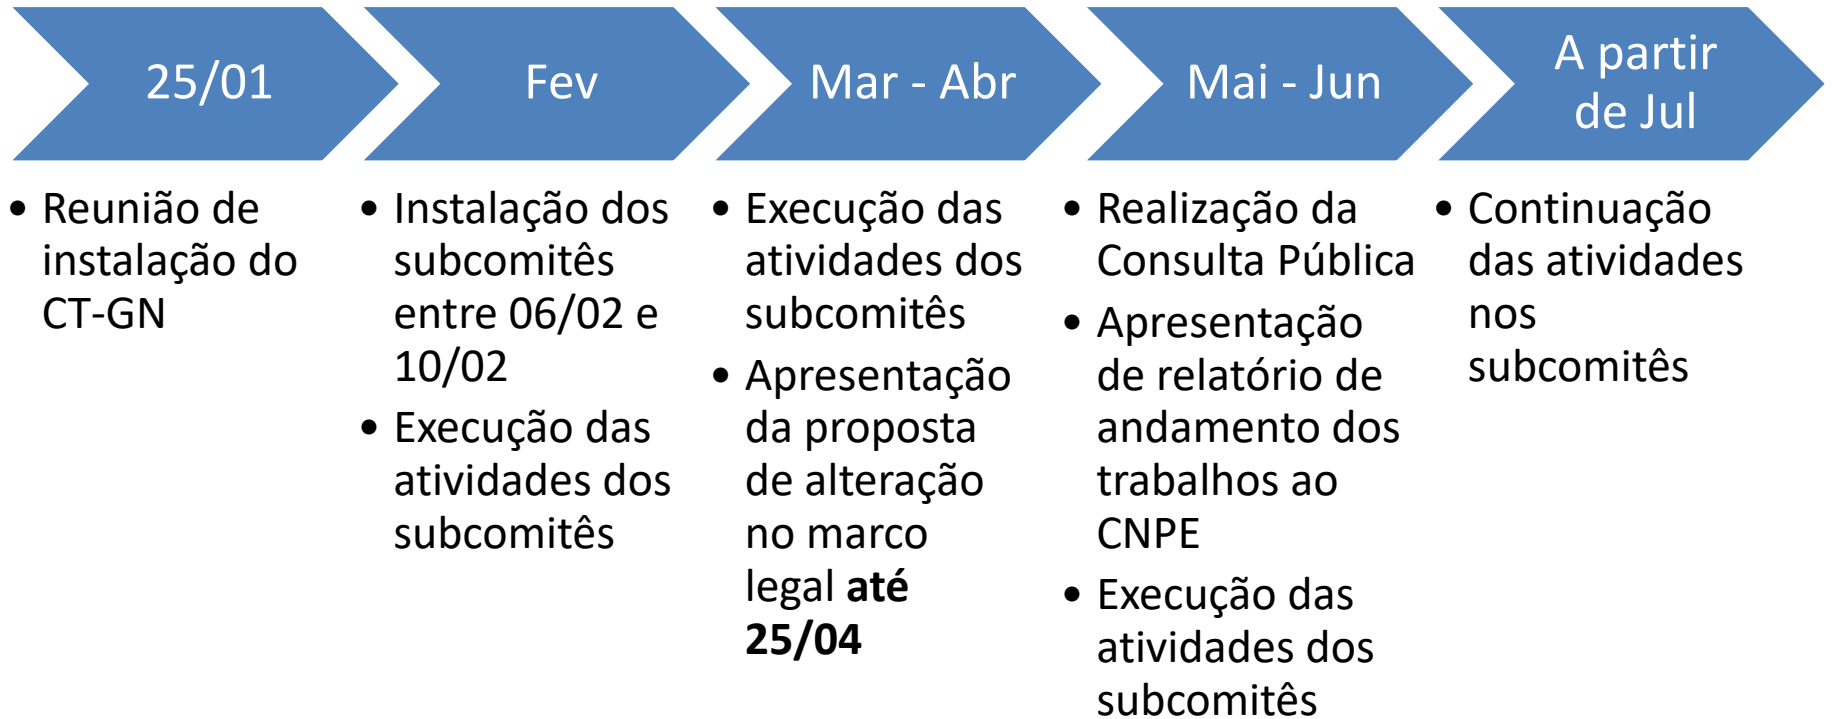 25/01
Fev
Mar - Abr
Mai - Jun
A partir
de Jul
• Reunião de
instalação do
CT-GN
• Instalação dos
subcomitês
entre 06/02 e
10/02
• Execução das
atividades dos
subcomitês
• Execução das
atividades dos
subcomitês
• Apresentação
da proposta
de alteração
no marco
legal até
25/04
• Realização da
Consulta Pública
• Apresentação
de relatório de
andamento dos
trabalhos ao
CNPE
• Execução das
atividades dos
subcomitês
• Continuação
das atividades
nos
subcomitês